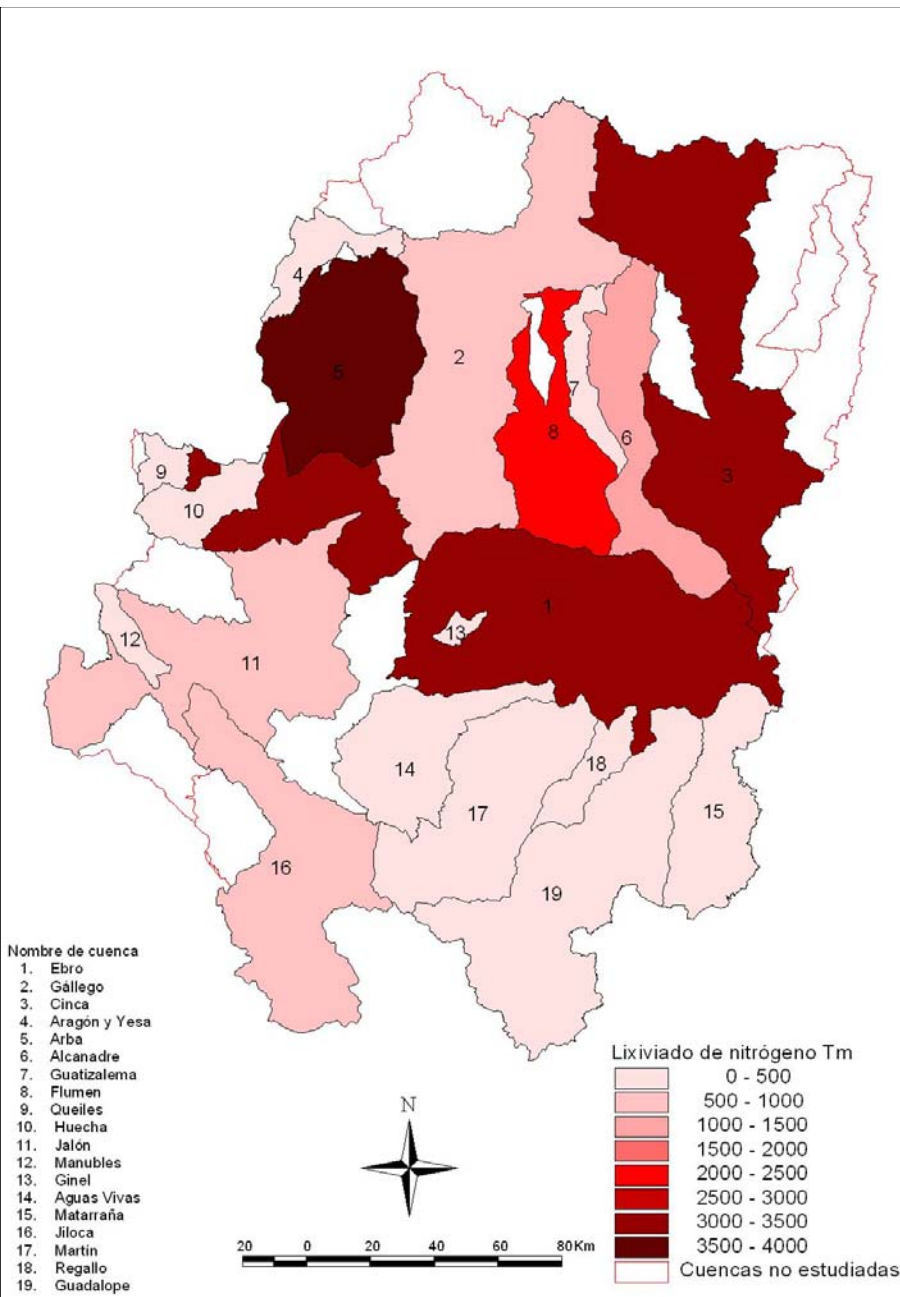 4
5
2
7
8
6
3
9
10
1
13
12
11
14
18
17
15
16
19
Nombre de cuenca
1. Ebro
2. Gállego
3. Cinca
4. Aragón y Yesa
5. Arba
6. Alcanadre
7. Guatizalema
8. Flumen
9. Queiles
10. Huecha
11. Jalón
12. Manubles
13. Ginel
14. Aguas Vivas
15. Matarraña
16. Jiloca
17. Martín
18. Regallo
19. Guadalope
N
20 0 20 40 60 80 Km
Lixiviado de nitrógeno Tm
0 - 500
500 - 1000
1000 - 1500
1500 - 2000
2000 - 2500
2500 - 3000
3000 - 3500
3500 - 4000
Cuencas no estudiadas